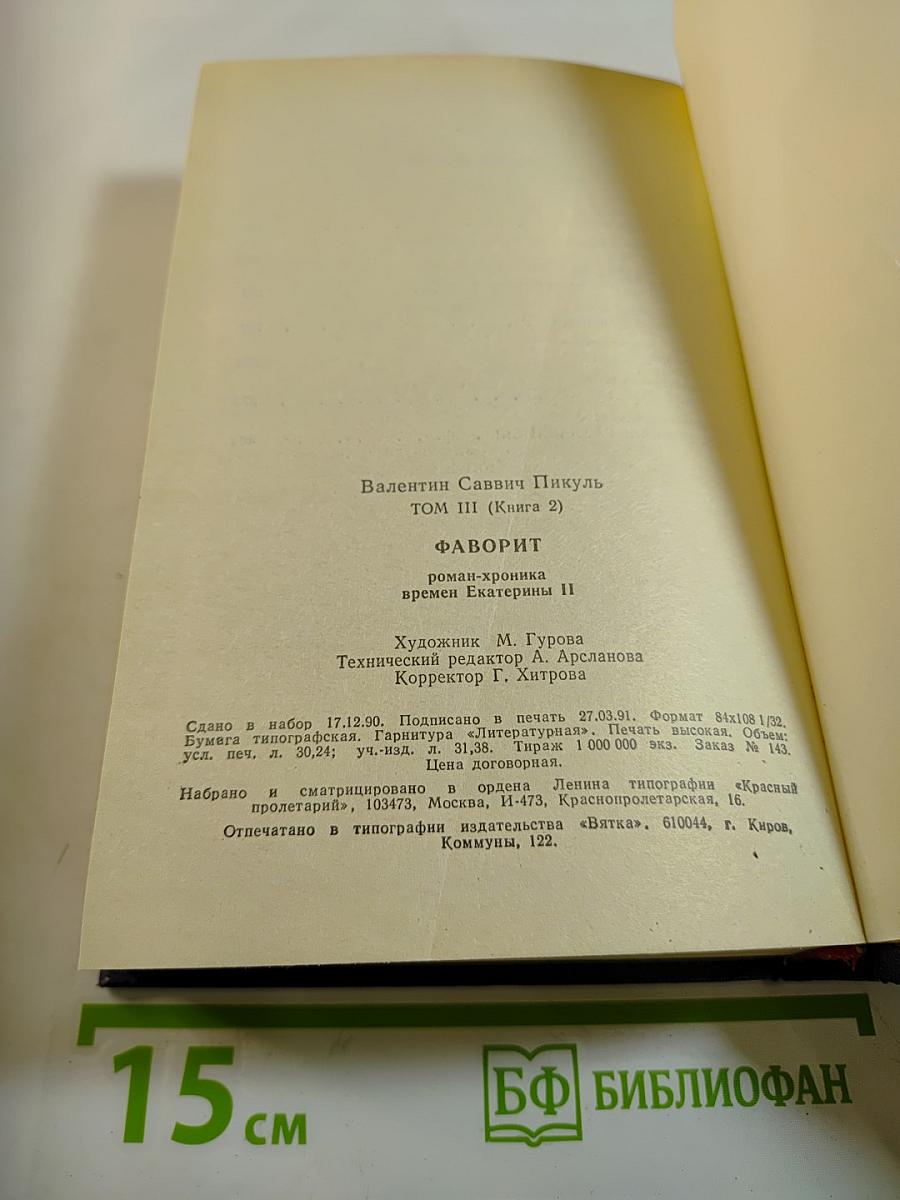 Валентин Саввич Пикуль
ТОМ III (Книга 2)
ФАВОРИТ
роман-хроника
времен Екатерины II
Художник М. Гурова
Технический редактор А. Арсланова
Корректор Г. Хитрова
Сдано в набор 17.12.90. Подписано в печать 27.03.91. Формат 84х108 1/32.
Бумага типографская. Гарнитура «Литературная». Печать высокая. Объем:
усл. печ. л. 30,24; уч.-изд. л. 31,38. Тираж 1 000 000 экз. Заказ № 143.
Цена договорная.
Набрано и сматрицировано в ордена Ленина типографии «Красный
пролетарий», 103473, Москва, И-473, Краснопролетарская, 16.
Отпечатано в типографии издательства «Вятка». 610044, г. Киров,
Коммуны, 122.
15 см
БФ БИБЛИОФАН